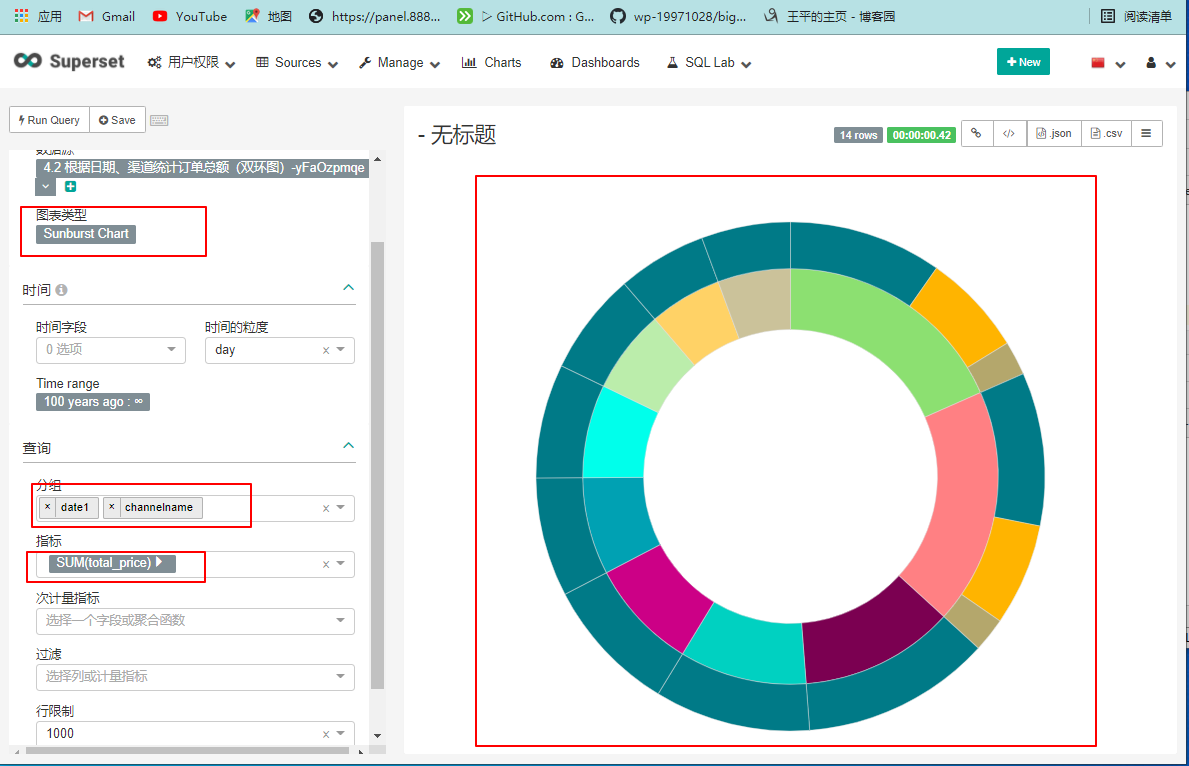 应用 Gmail YouTube 地图 https://panel.888... ▷GitHub.com : G... wp-19971028/big... 王平的主页 - 博客园 阅读清单
Superset 用户权限 Sources Manage Charts Dashboards SQL Lab + New
Run Query Save
- 无标题
14 rows 00:00:00.42 </> .json .csv
数据源
4.2 根据日期、渠道统计订单总额（双环图）-yFaOzpmqe
图表类型
Sunburst Chart
时间
时间字段 时间的粒度
0 选项 day
Time range
100 years ago : ∞
查询
分组
× date1 × channelname
指标
SUM(total_price)
次计量指标
选择一个字段或聚合函数
过滤
选择列或计量指标
行限制
1000